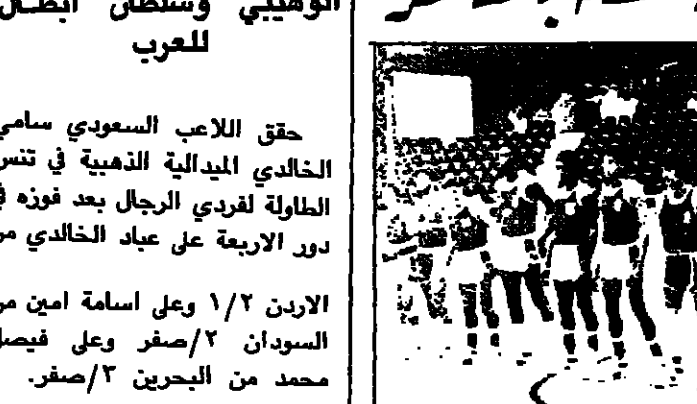 الوهيبي وسلطان ابطال
للعرب
حقق اللاعب السعودي سامي
الخالدي الميدالية الذهبية في تنس
الطاولة لفردي الرجال بعد فوزه في
دور الاربعة على عباد الخالدي من
الاردن ١/٢ وعلى اسامة امين من
السودان ٢/صفر وعلى فيصل
محمد من البحرين ٣/صفر.